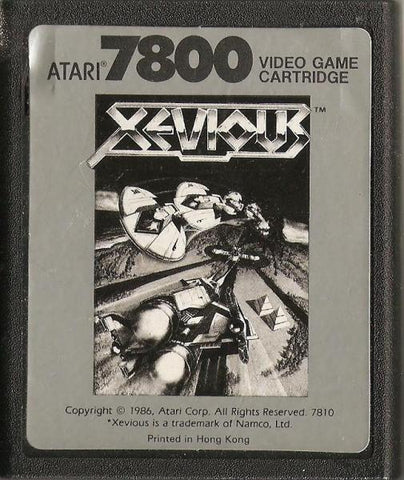 ATARI® 7800 VIDEO GAME
CARTRIDGE
XEVIOUS™
Copyright © 1986, Atari Corp. All Rights Reserved. 7810
*Xevious is a trademark of Namco, Ltd.
Printed in Hong Kong